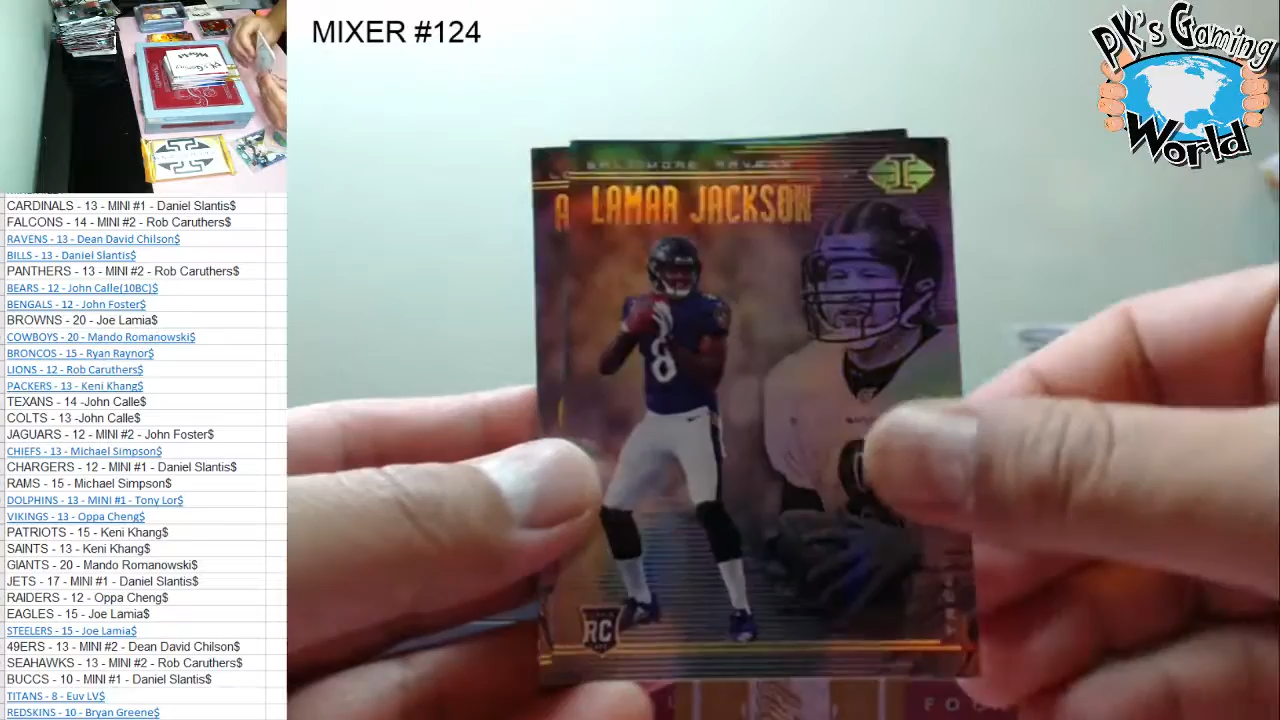 MIXER #124
PK's Gaming
World
CARDINALS - 13 - MINI #1 - Daniel Slantis$
FALCONS - 14 - MINI #2 - Rob Caruthers$
RAVENS - 13 - Dean David Chilson$
BILLS - 13 - Daniel Slantis$
PANTHERS - 13 - MINI #2 - Rob Caruthers$
BEARS - 12 - John Calle(10BC)$
BENGALS - 12 - John Foster$
BROWNS - 20 - Joe Lamia$
COWBOYS - 20 - Mando Romanowski$
BRONCOS - 15 - Ryan Raynor$
LIONS - 12 - Rob Caruthers$
PACKERS - 13 - Keni Khang$
TEXANS - 14 -John Calle$
COLTS - 13 -John Calle$
JAGUARS - 12 - MINI #2 - John Foster$
CHIEFS - 13 - Michael Simpson$
CHARGERS - 12 - MINI #1 - Daniel Slantis$
RAMS - 15 - Michael Simpson$
DOLPHINS - 13 - MINI #1 - Tony Lor$
VIKINGS - 13 - Oppa Cheng$
PATRIOTS - 15 - Keni Khang$
SAINTS - 13 - Keni Khang$
GIANTS - 20 - Mando Romanowski$
JETS - 17 - MINI #1 - Daniel Slantis$
RAIDERS - 12 - Oppa Cheng$
EAGLES - 15 - Joe Lamia$
STEELERS - 15 - Joe Lamia$
49ERS - 13 - MINI #2 - Dean David Chilson$
SEAHAWKS - 13 - MINI #2 - Rob Caruthers$
BUCCS - 10 - MINI #1 - Daniel Slantis$
TITANS - 8 - Euv LV$
REDSKINS - 10 - Bryan Greene$
BALTIMORE RAVENS
A LAMAR JACKSON
8
RC